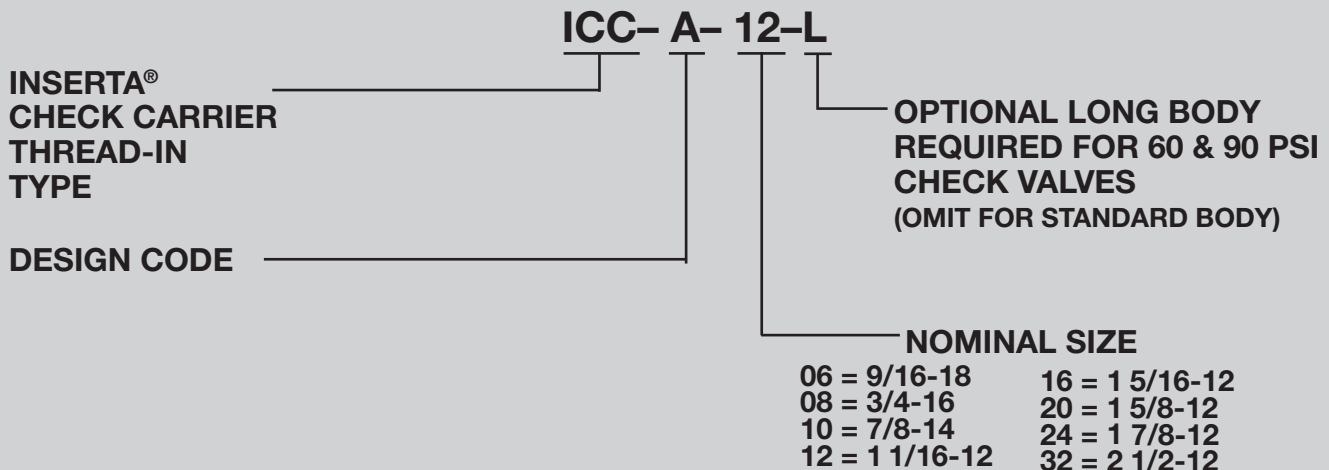 ICC– A– 12–L
INSERTA®
CHECK CARRIER
THREAD-IN
TYPE
OPTIONAL LONG BODY
REQUIRED FOR 60 & 90 PSI
CHECK VALVES
(OMIT FOR STANDARD BODY)
DESIGN CODE
NOMINAL SIZE
06 = 9/16-18
08 = 3/4-16
10 = 7/8-14
12 = 1 1/16-12
16 = 1 5/16-12
20 = 1 5/8-12
24 = 1 7/8-12
32 = 2 1/2-12